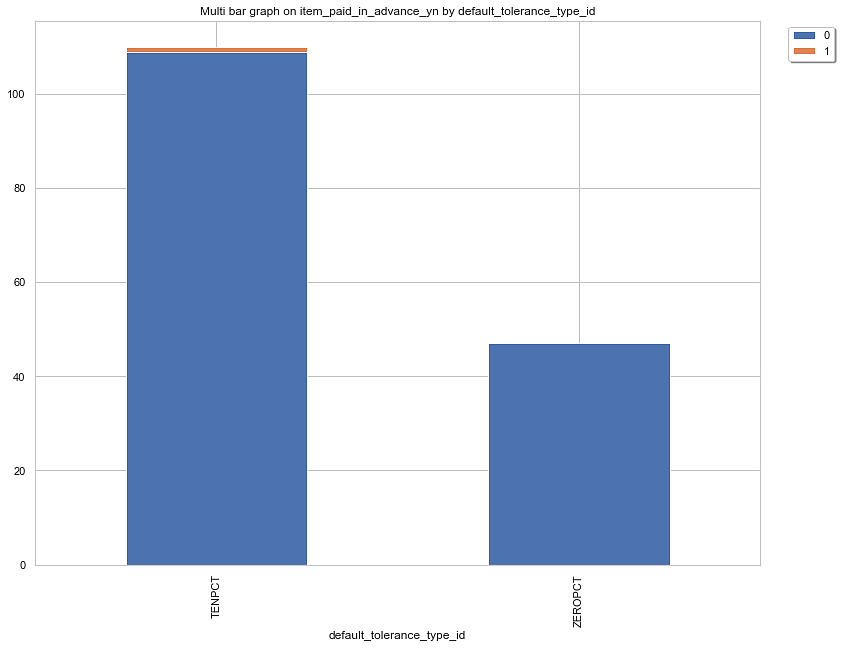 Multi bar graph on item_paid_in_advance_yn by default_tolerance_type_id
0
1
100
80
60
40
20
0
TENPCT
ZEROPCT
default_tolerance_type_id